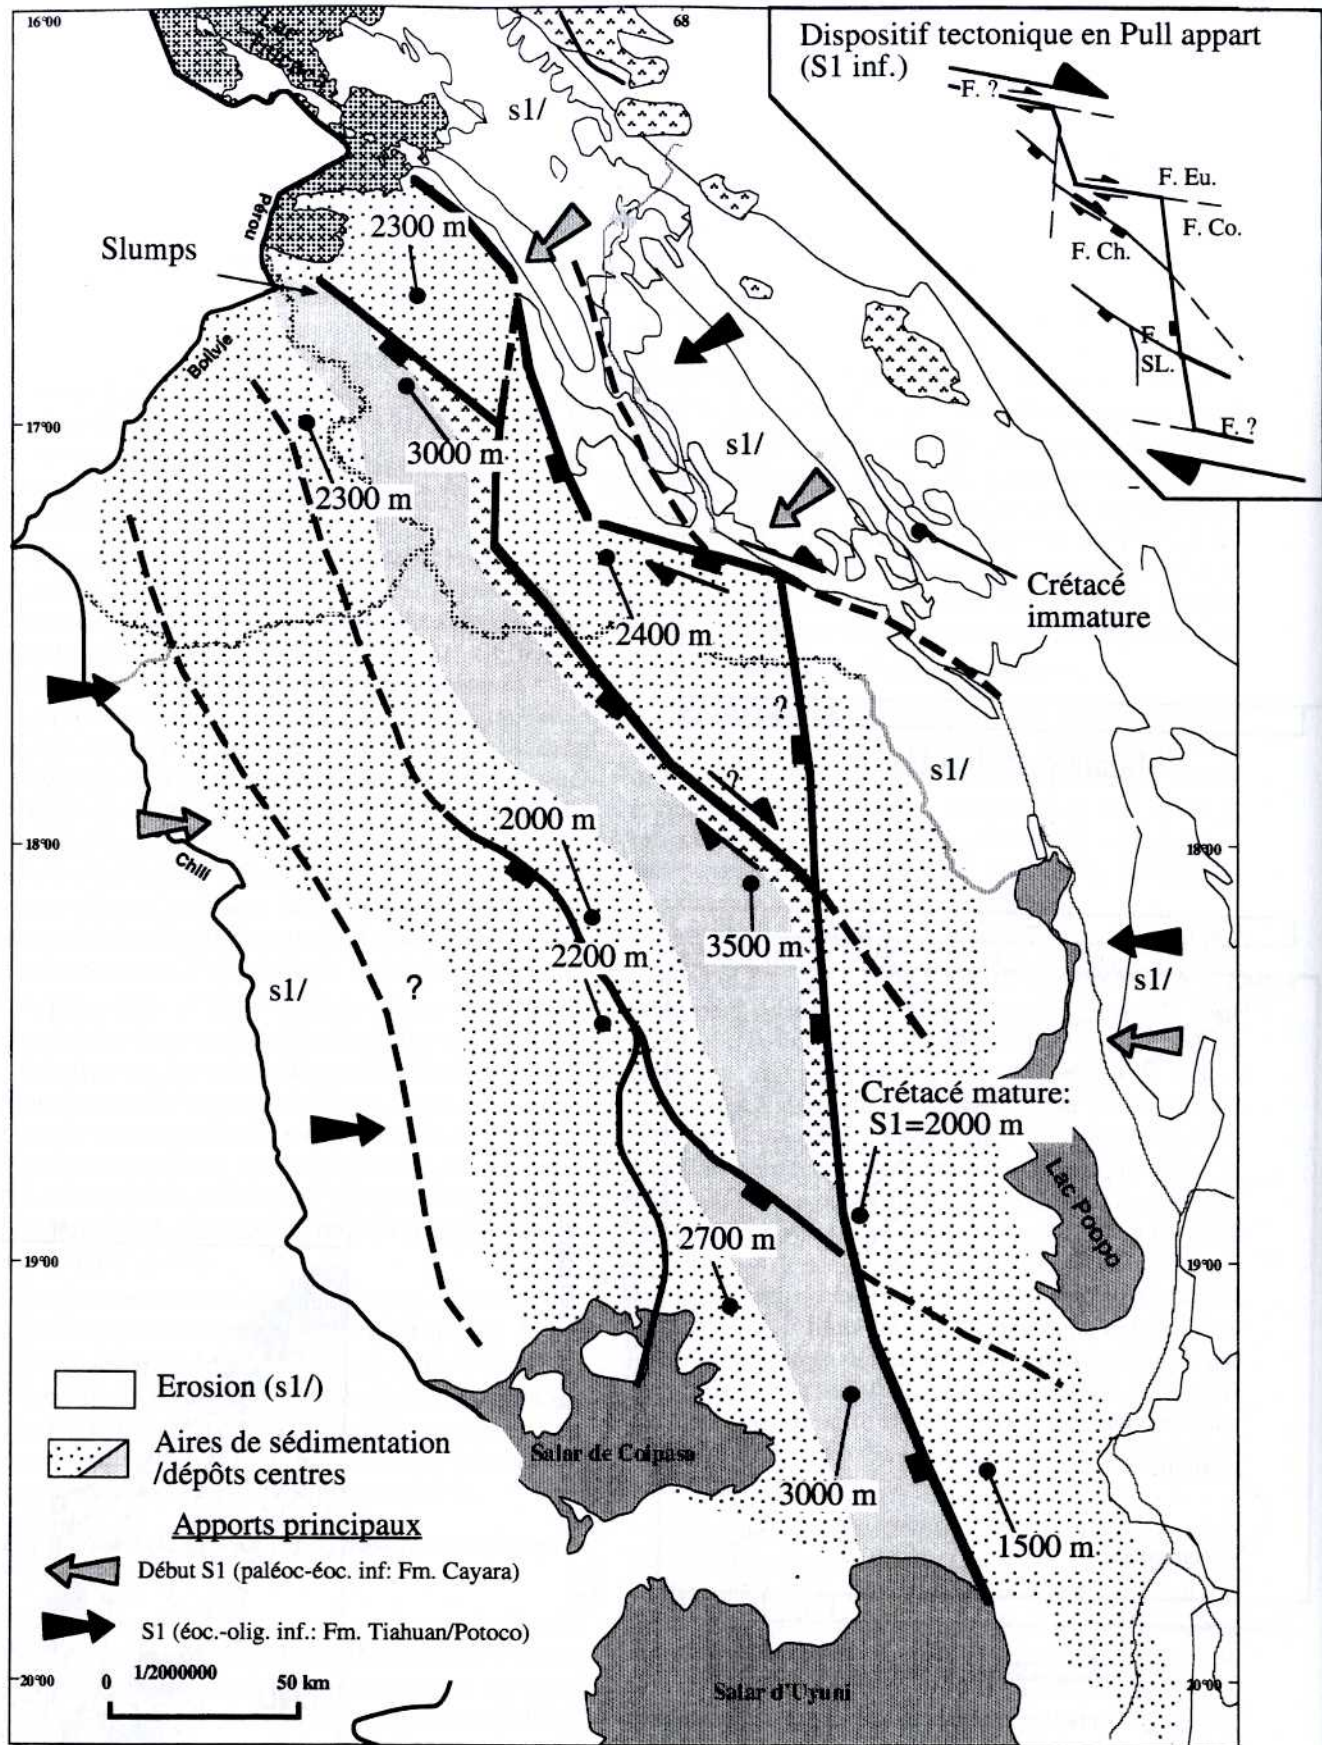 16°00
68
Dispositif tectonique en Pull appart
(S1 inf.)
F. ?
F. Eu.
F. Co.
F. Ch.
F.
SL.
F. ?
s1/
Pérou
2300 m
Slumps
Bolivie
17°00
3000 m
2300 m
s1/
Crétacé
immature
2400 m
?
s1/
?
2000 m
18°00
18°00
Chili
3500 m
2200 m
s1/
?
s1/
Crétacé mature:
S1=2000 m
Lac Poopo
2700 m
19°00
19°00
Erosion (s1/)
Aires de sédimentation
/dépôts centres
Salar de Coipasa
3000 m
1500 m
Apports principaux
Début S1 (paléoc-éoc. inf: Fm. Cayara)
S1 (éoc.-olig. inf.: Fm. Tiahuan/Potoco)
20°00
0 1/2000000 50 km
Salar d'Uyuni
20°00